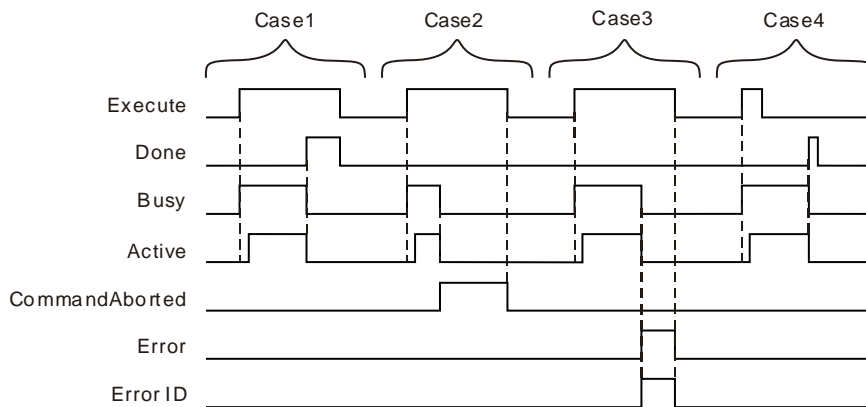 Case1 Case2 Case3 Case4
Execute
Done
Busy
Active
CommandAborted
Error
Error ID